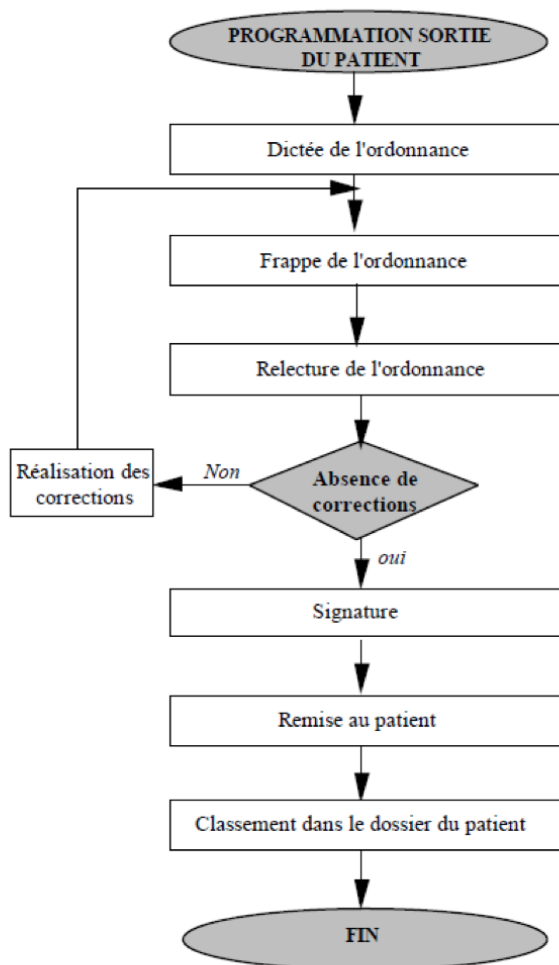 PROGRAMMATION SORTIE
DU PATIENT
Dictée de l'ordonnance
Frappe de l'ordonnance
Relecture de l'ordonnance
Réalisation des
corrections
Non
Absence de
corrections
oui
Signature
Remise au patient
Classement dans le dossier du patient
FIN